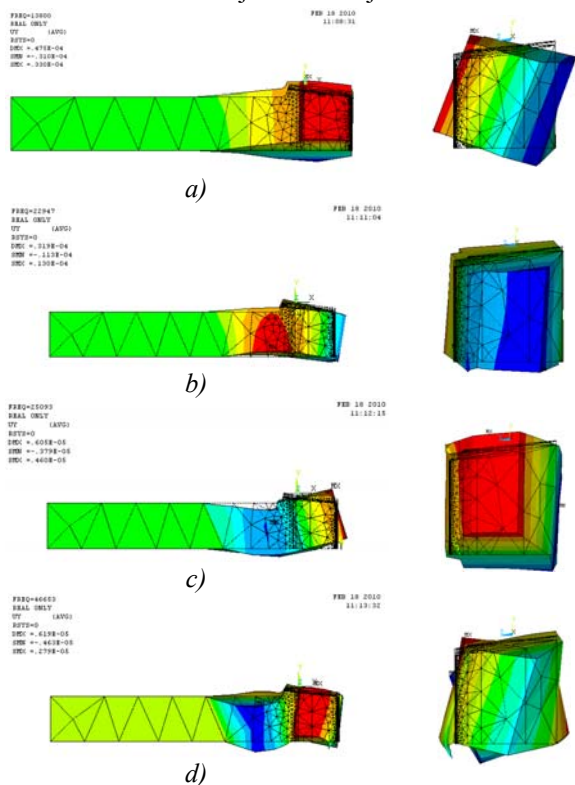 FREQ=13800
REAL ONLY
UY (AVG)
RSYS=0
DMX =.475E-04
SMN =-.310E-04
SMX =.330E-04
FEB 18 2010
11:08:31
MX
X
a)
FREQ=22947
REAL ONLY
UY (AVG)
RSYS=0
DMX =.319E-04
SMN =-.113E-04
SMX =.130E-04
FEB 18 2010
11:11:04
X
b)
FREQ=25093
REAL ONLY
UY (AVG)
RSYS=0
DMX =.605E-05
SMN =-.379E-05
SMX =.460E-05
FEB 18 2010
11:12:15
X X MX
c)
FREQ=46653
REAL ONLY
UY (AVG)
RSYS=0
DMX =.619E-05
SMN =-.463E-05
SMX =.279E-05
FEB 18 2010
11:13:32
MX
d)